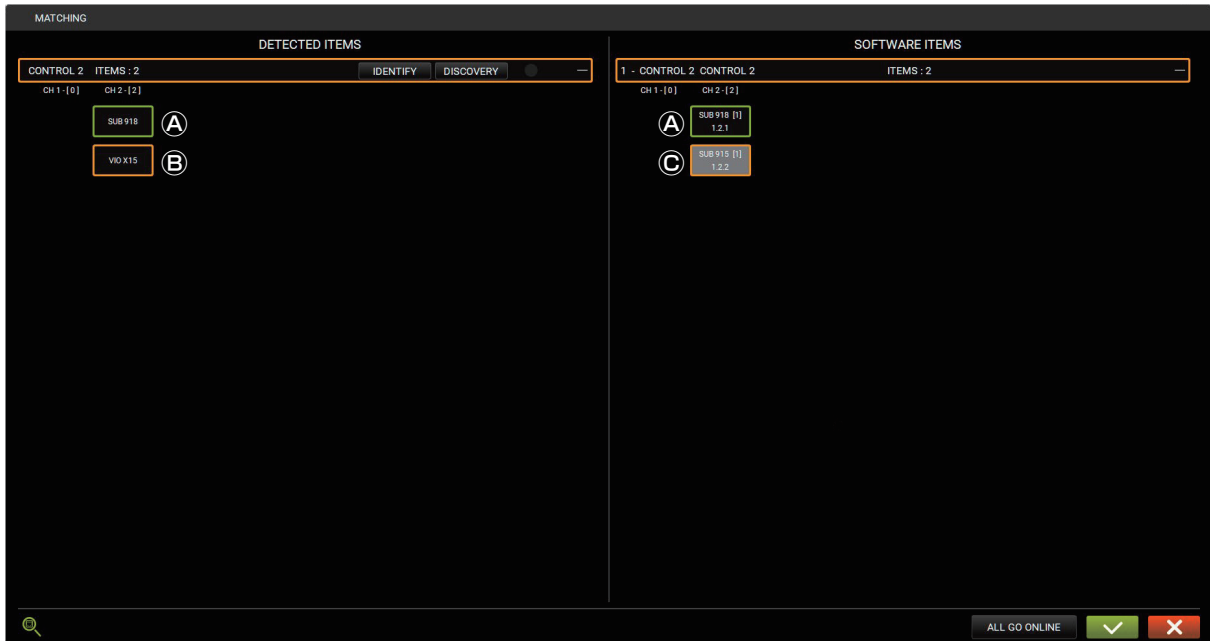 MATCHING
DETECTED ITEMS
CONTROL 2 ITEMS : 2 IDENTIFY DISCOVERY
CH 1 - [ 0 ] CH 2 - [ 2 ]
SUB 918
A
VIO X15
B
SOFTWARE ITEMS
1 - CONTROL 2 CONTROL 2 ITEMS : 2
CH 1 - [ 0 ] CH 2 - [ 2 ]
A
SUB 918 [1]
1.2.1
C
SUB 915 [1]
1.2.2
ALL GO ONLINE